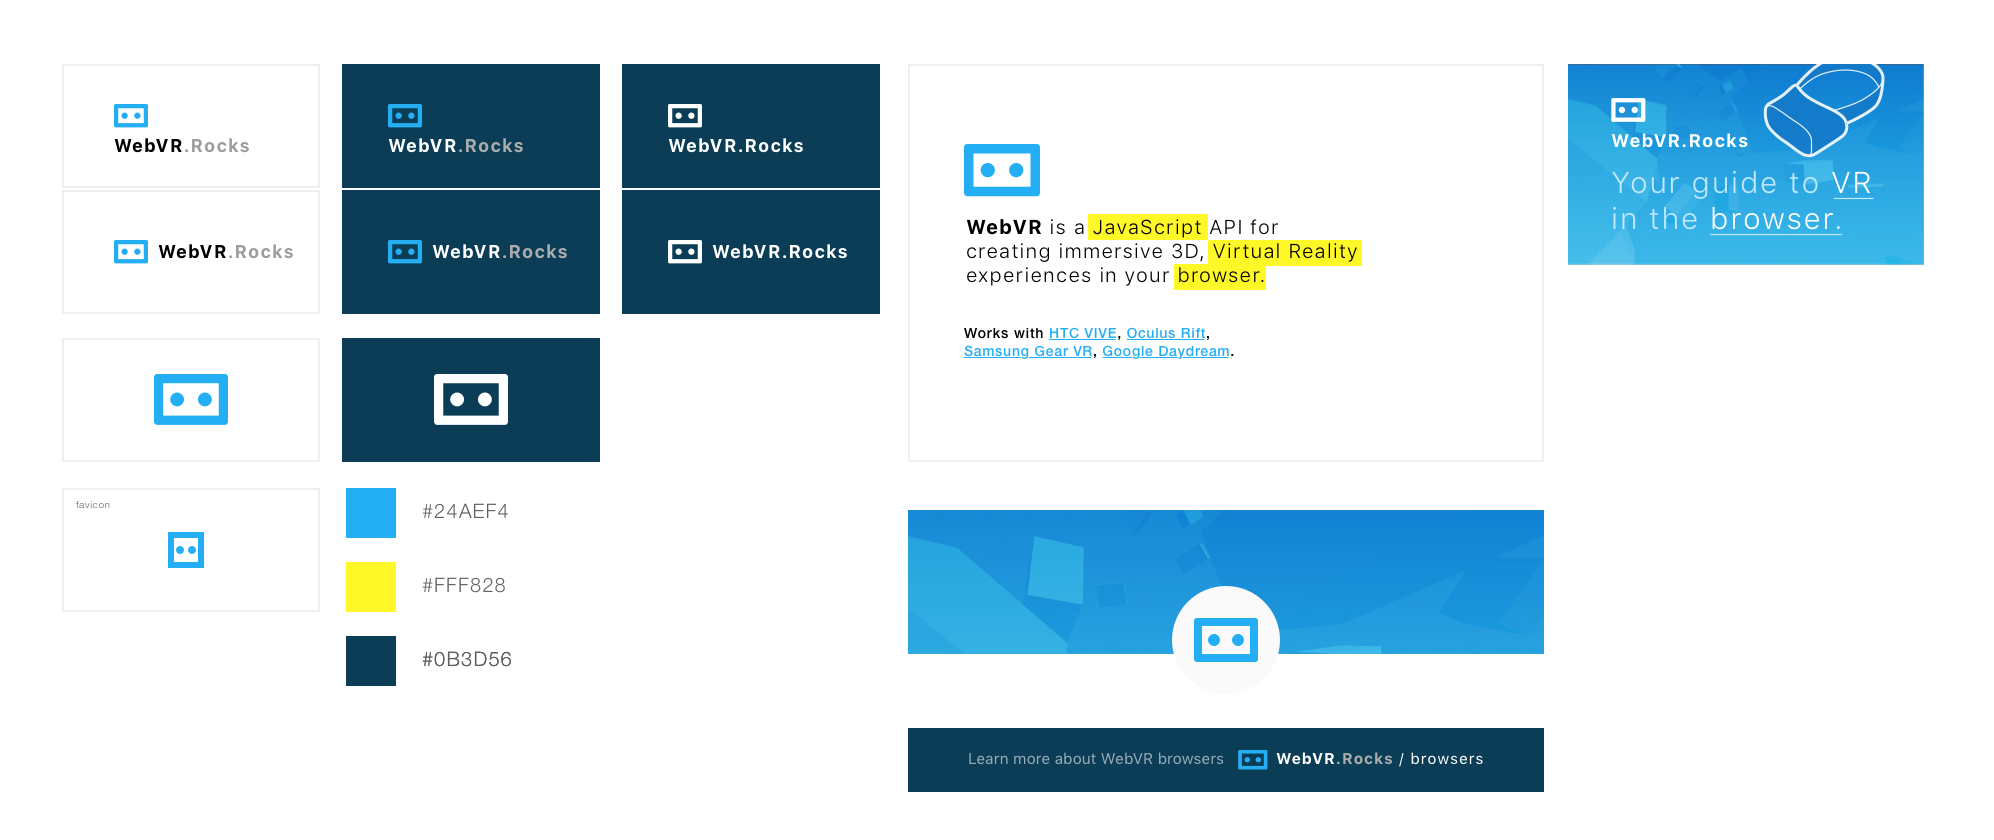 WebVR.Rocks
WebVR.Rocks
WebVR.Rocks
WebVR.Rocks
WebVR.Rocks
WebVR.Rocks
favicon
#24AEF4
#FFF828
#0B3D56
WebVR is a JavaScript API for
creating immersive 3D, Virtual Reality
experiences in your browser.
Works with HTC VIVE, Oculus Rift,
Samsung Gear VR, Google Daydream.
Learn more about WebVR browsers WebVR.Rocks / browsers
WebVR.Rocks
Your guide to VR
in the browser.